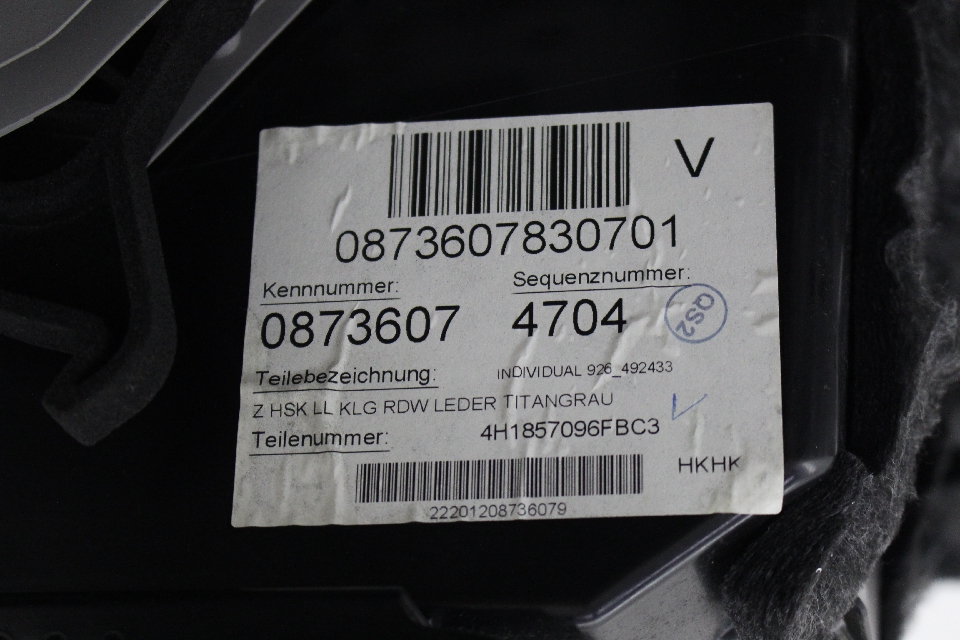 V
0873607830701
Kennnummer: Sequenznummer:
0873607 4704 QS2
Teilebezeichnung: INDIVIDUAL 926_492433
Z HSK LL KLG RDW LEDER TITANGRAU
Teilenummer: 4H1857096FBC3
HKHK
22201208736079